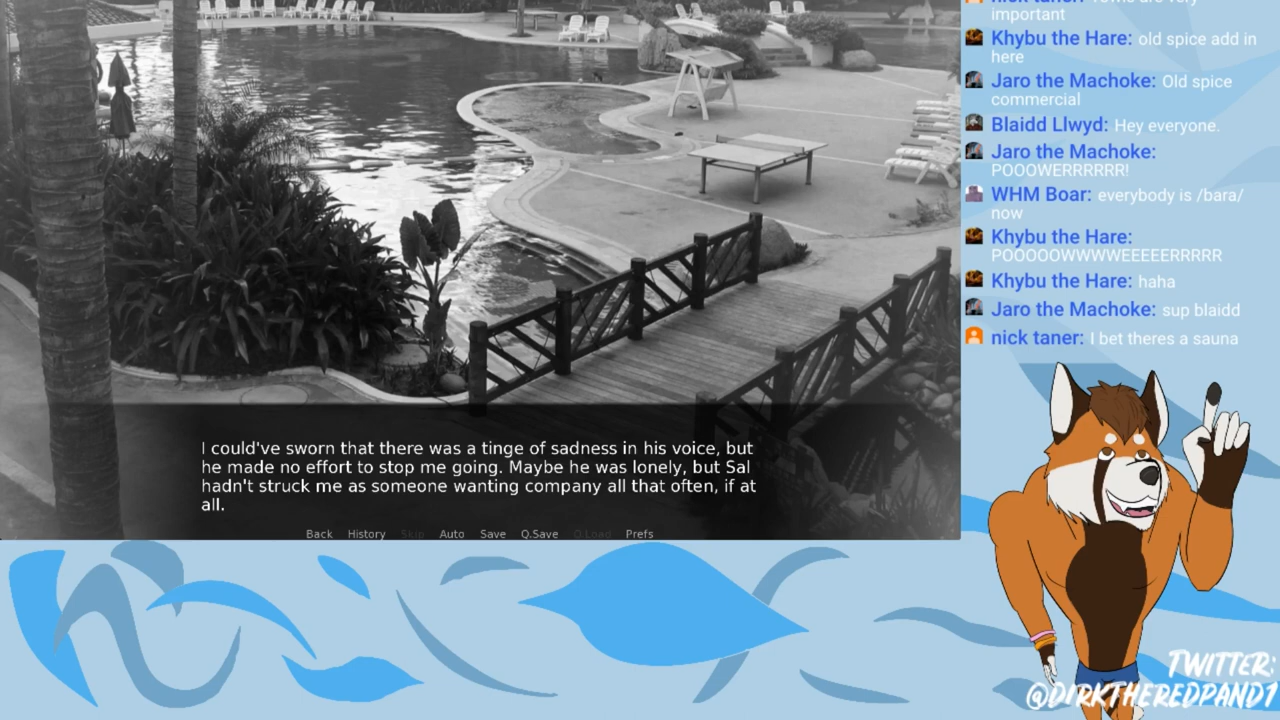 important
Khybu the Hare: old spice add in
here
Jaro the Machoke: Old spice
commercial
Blaidd Llwyd: Hey everyone.
Jaro the Machoke:
POOOWERRRRRR!
WHM Boar: everybody is /bara/
now
Khybu the Hare:
POOOOOWWWWEEEEERRRRR
Khybu the Hare: haha
Jaro the Machoke: sup blaidd
nick taner: I bet theres a sauna
I could've sworn that there was a tinge of sadness in his voice, but
he made no effort to stop me going. Maybe he was lonely, but Sal
hadn't struck me as someone wanting company all that often, if at
all.
Back History Skip Auto Save Q.Save Q.Load Prefs
TWITTER:
@DIRKTHEREDPAND1